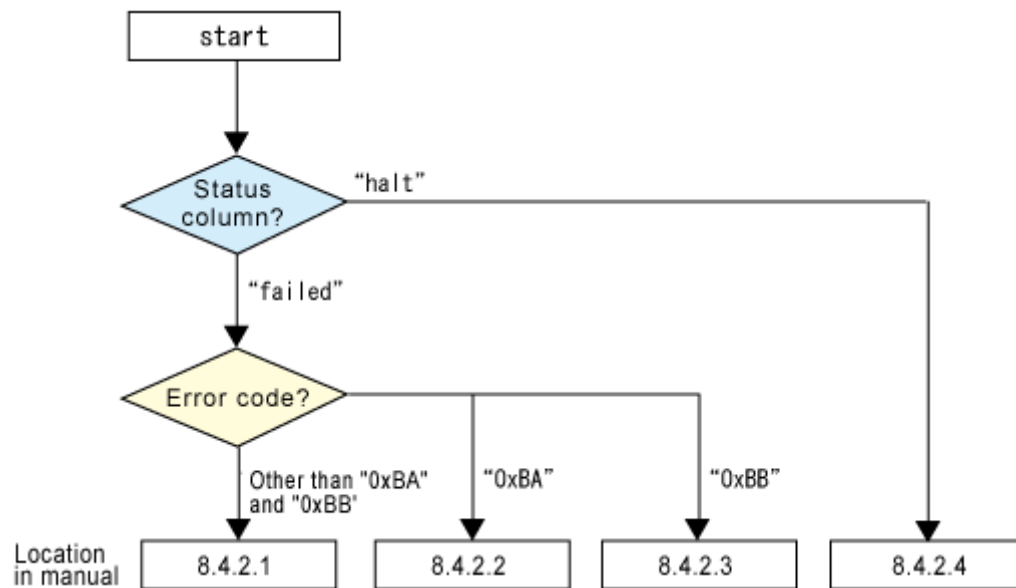 start
Status
column?
“halt”
“failed”
Error code?
Other than "0xBA"
and "0xBB'
“0xBA”
“0xBB”
Location
in manual
8.4.2.1
8.4.2.2
8.4.2.3
8.4.2.4